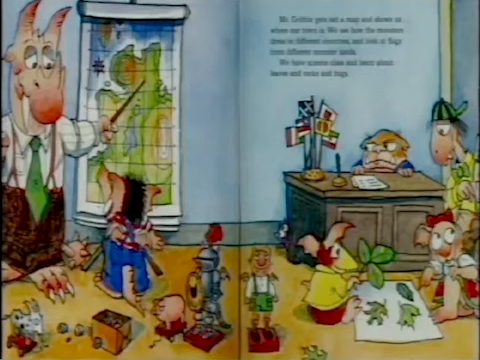 Mr. Grithix gets out a map and shows us
where our town is. We see how the monsters
dress in different countries, and look at flags
from different monster lands.
We have science class and learn about
leaves and rocks and bugs.